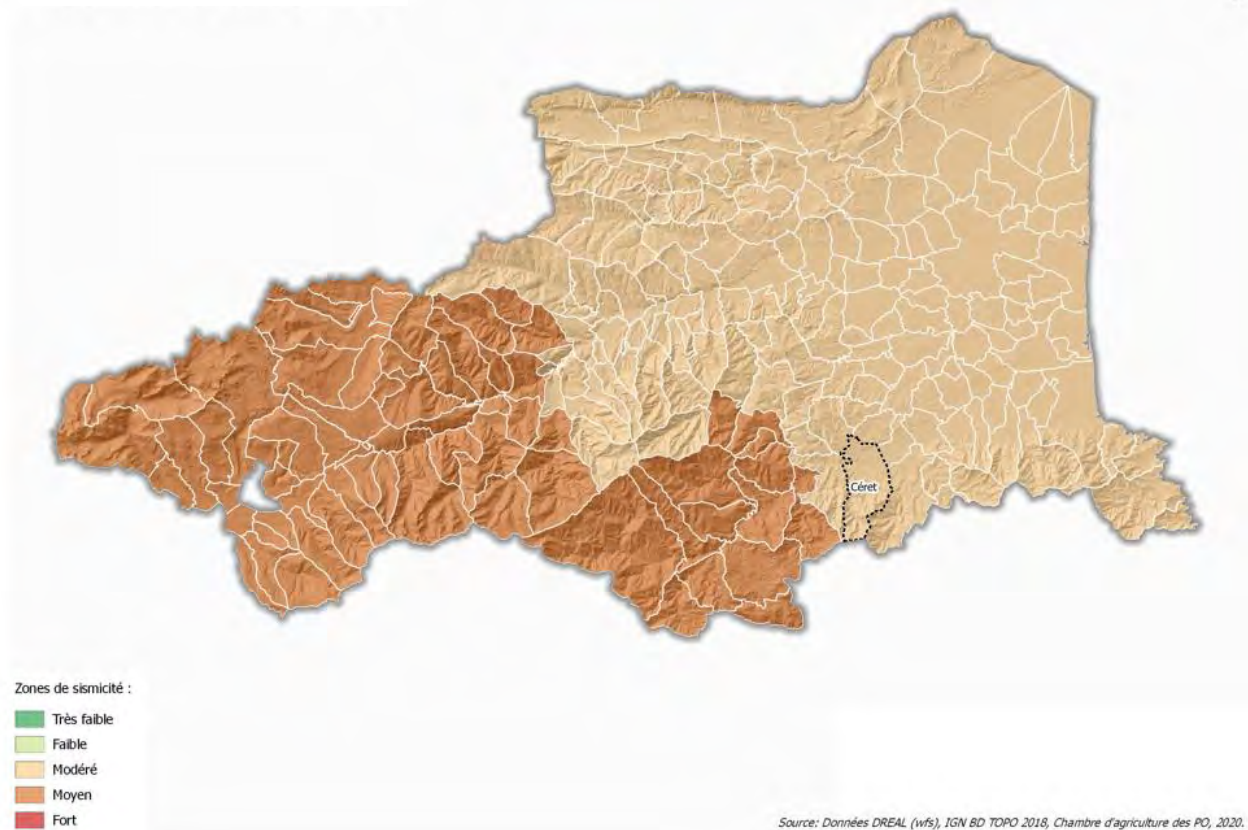 Céret
Zones de sismicité :
Très faible
Faible
Modéré
Moyen
Fort
Source: Données DREAL (wfs), IGN BD TOPO 2018, Chambre d'agriculture des PO, 2020.